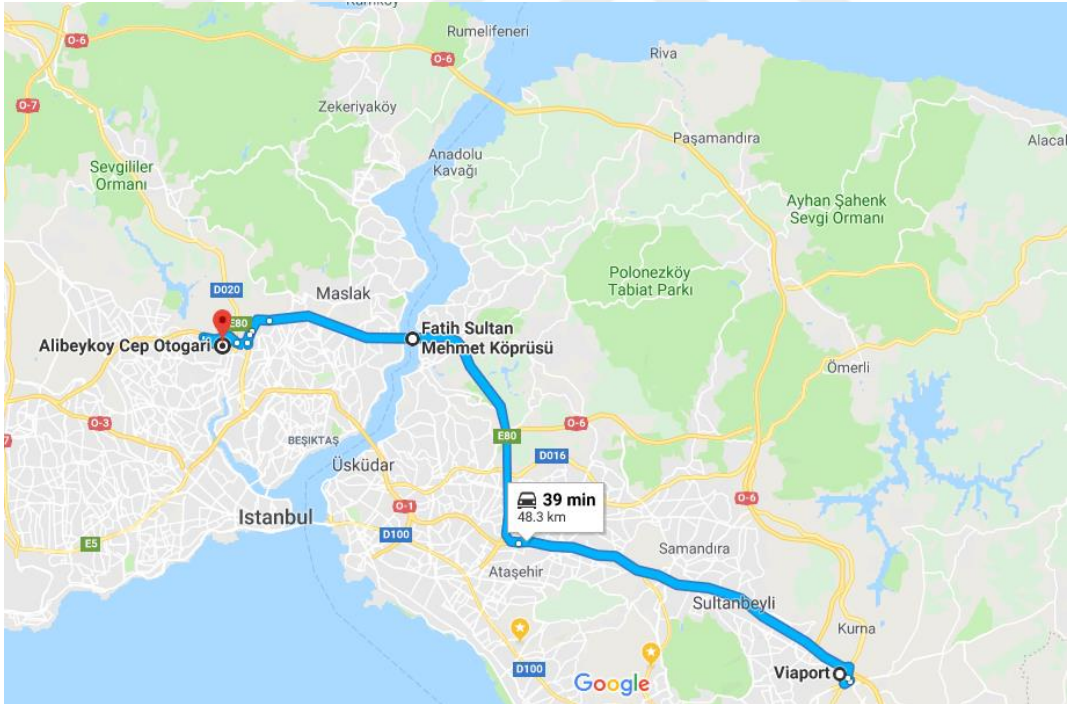 Kumköy
Rumelifeneri
O-6
O-6
Riva
O-7
Zekeriyaköy
Paşamandıra
Alacal
Anadolu
Kavağı
Sevgililer
Ormanı
Ayhan Şahenk
Sevgi Ormanı
Polonezköy
Tabiat Parkı
D020
Maslak
E80
Fatih Sultan
Mehmet Köprüsü
Alibeykoy Cep Otogari
Ömerli
O-3
O-6
E80
BEŞİKTAŞ
D016
Üsküdar
39 min
48.3 km
O-1
O-6
Istanbul
D100
E5
Samandıra
Ataşehir
Sultanbeyli
Kurna
D100
Google
Viaport